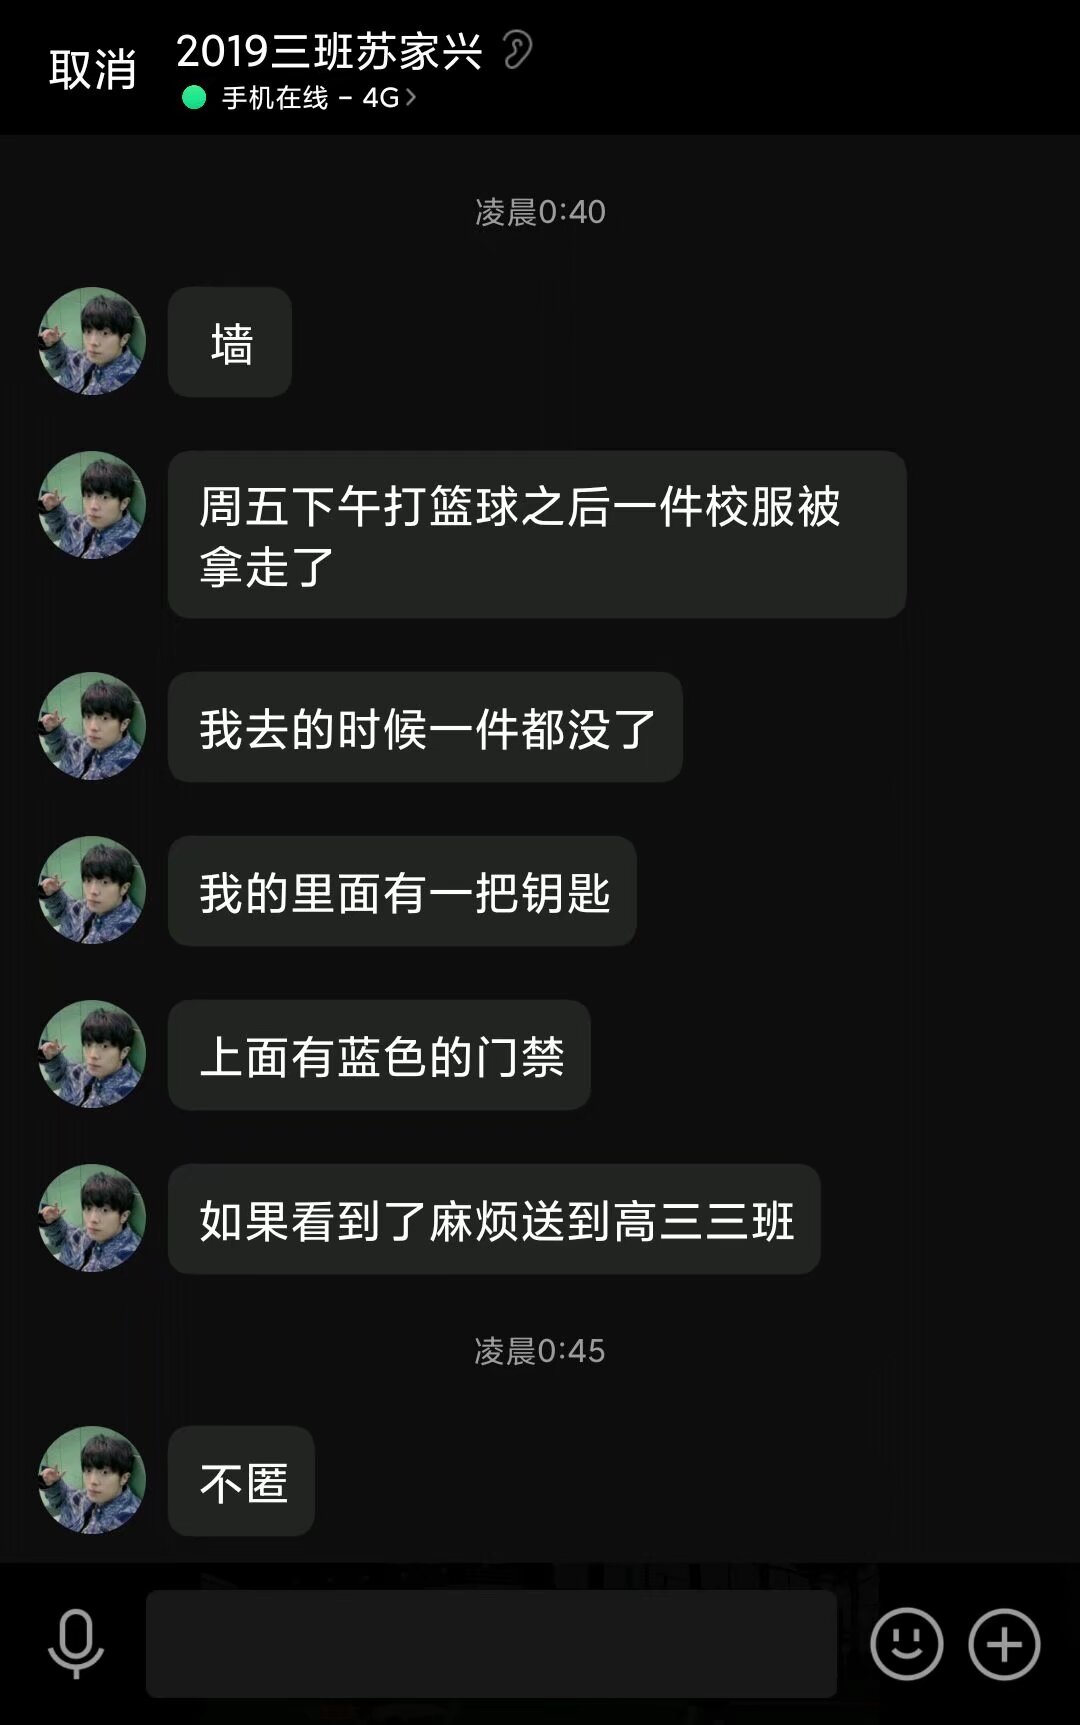 取消
2019三班苏家兴
手机在线 - 4G
凌晨0:40
墙
周五下午打篮球之后一件校服被
拿走了
我去的时候一件都没了
我的里面有一把钥匙
上面有蓝色的门禁
如果看到了麻烦送到高三三班
凌晨0:45
不匿